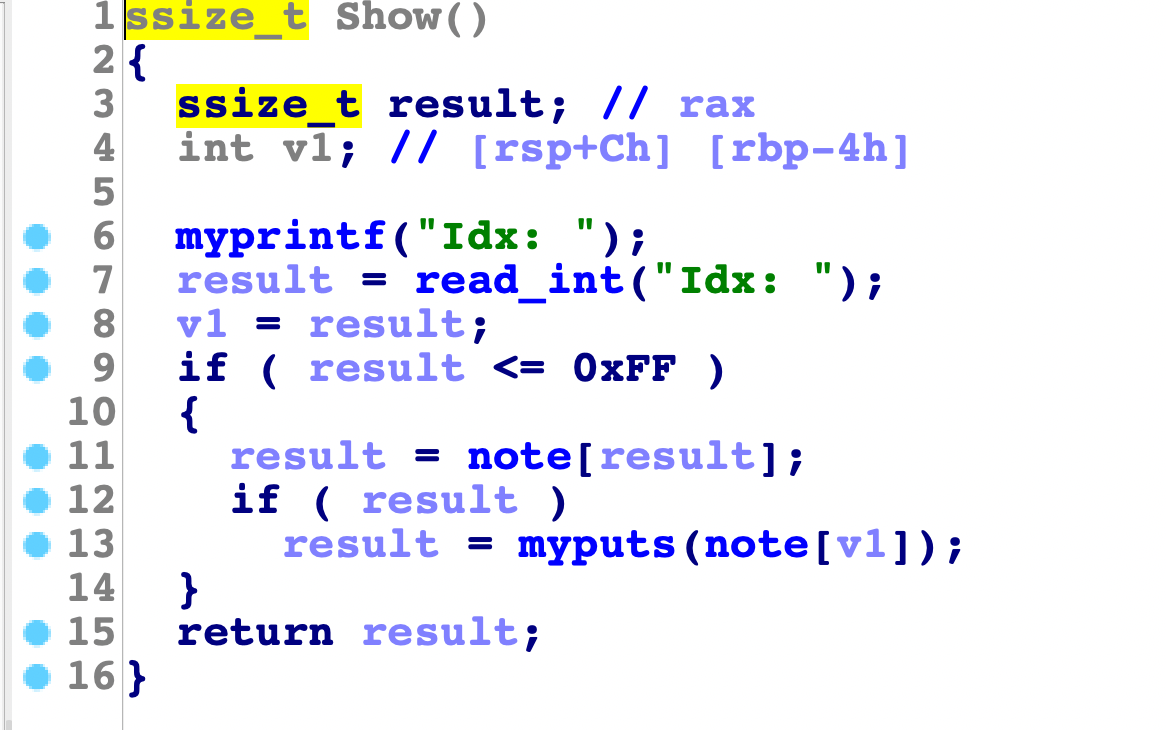 1 ssize_t Show()
2 {
3 ssize_t result; // rax
4 int v1; // [rsp+Ch] [rbp-4h]
5
6 myprintf("Idx: ");
7 result = read_int("Idx: ");
8 v1 = result;
9 if ( result <= 0xFF )
10 {
11 result = note[result];
12 if ( result )
13 result = myputs(note[v1]);
14 }
15 return result;
16 }